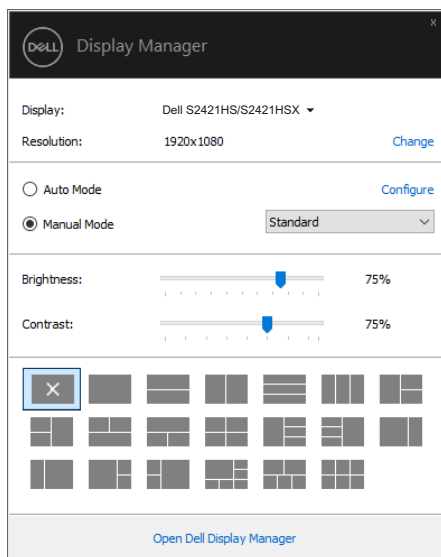 x
DELL Display Manager
Display: Dell S2421HS/S2421HSX
Resolution: 1920x1080 Change
Auto Mode Configure
Manual Mode Standard
Brightness: 75%
Contrast: 75%
Open Dell Display Manager